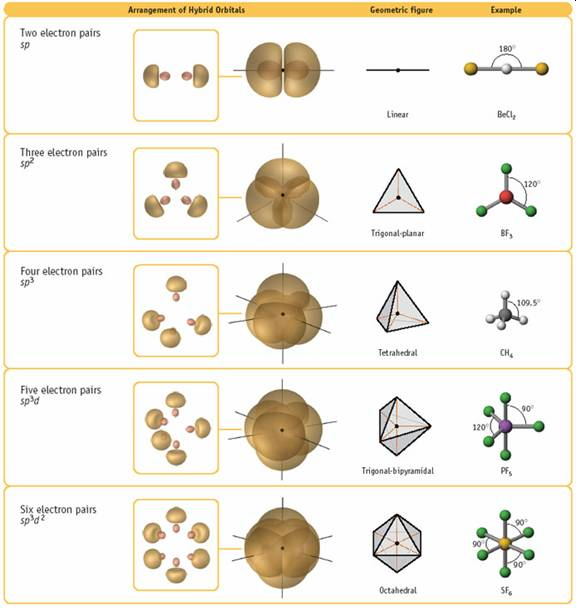 Arrangement of Hybrid Orbitals Geometric figure Example
Two electron pairs
sp
180°
Linear
BeCl₂
Three electron pairs
sp²
120°
Trigonal-planar
BF₃
Four electron pairs
sp³
109.5°
Tetrahedral
CH₄
Five electron pairs
sp³d
90°
120°
Trigonal-bipyramidal
PF₅
Six electron pairs
sp³d²
90°
90°
90°
Octahedral
SF₆